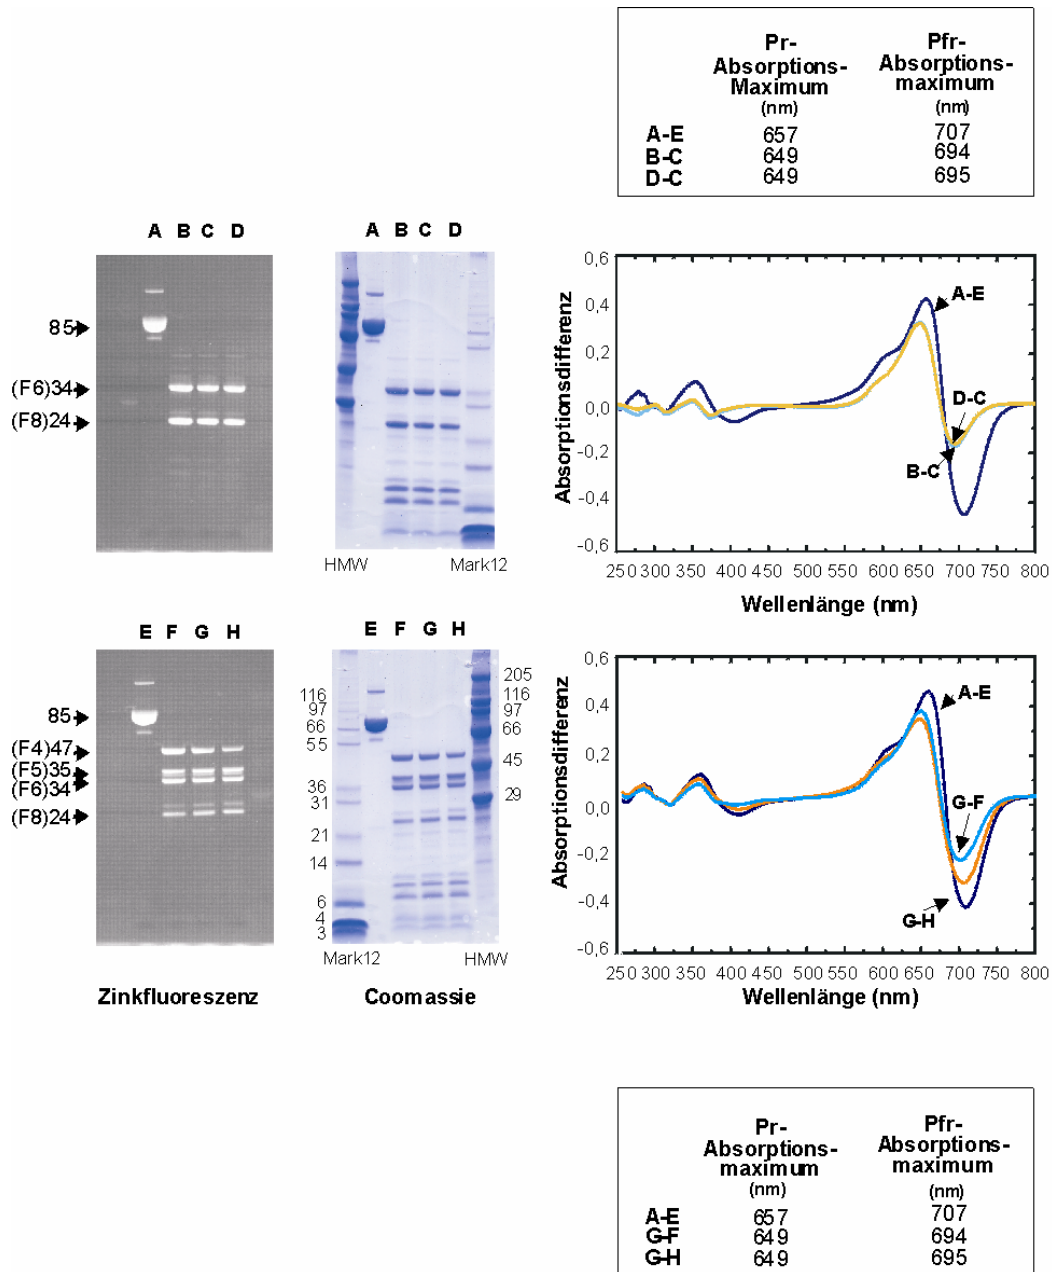 Pr-
Absorptions-
Maximum
(nm)
Pfr-
Absorptions-
maximum
(nm)
A-E 657 707
B-C 649 694
D-C 649 695
A B C D
85
(F6)34
(F8)24
A B C D
HMW Mark12
Absorptionsdifferenz
0,6
0,4
0,2
0,0
-0,2
-0,4
-0,6
A-E
D-C
B-C
250 300 350 400 450 500 550 600 650 700 750 800
Wellenlänge (nm)
E F G H
85
(F4)47
(F5)35
(F6)34
(F8)24
Zinkfluoreszenz
E F G H
116
97
66
55
36
31
21
14
6
4
3
205
116
97
66
45
29
Mark12 HMW
Coomassie
Absorptionsdifferenz
0,6
0,4
0,2
0,0
-0,2
-0,4
-0,6
A-E
G-F
G-H
250 300 350 400 450 500 550 600 650 700 750 800
Wellenlänge (nm)
Pr-
Absorptions-
maximum
(nm)
Pfr-
Absorptions-
maximum
(nm)
A-E 657 707
G-F 649 694
G-H 649 695